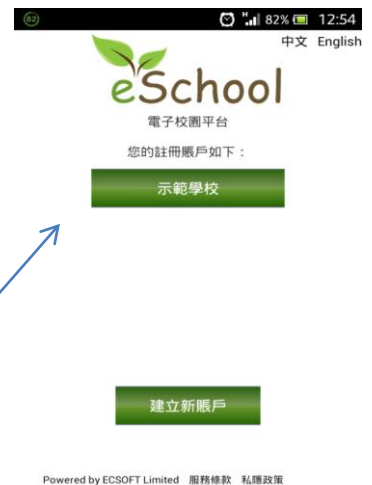 82 82% 12:54
中文 English
eSchool
電子校園平台
您的註冊賬戶如下：
示範學校
建立新賬戶
Powered by ECSOFT Limited 服務條款 私隱政策